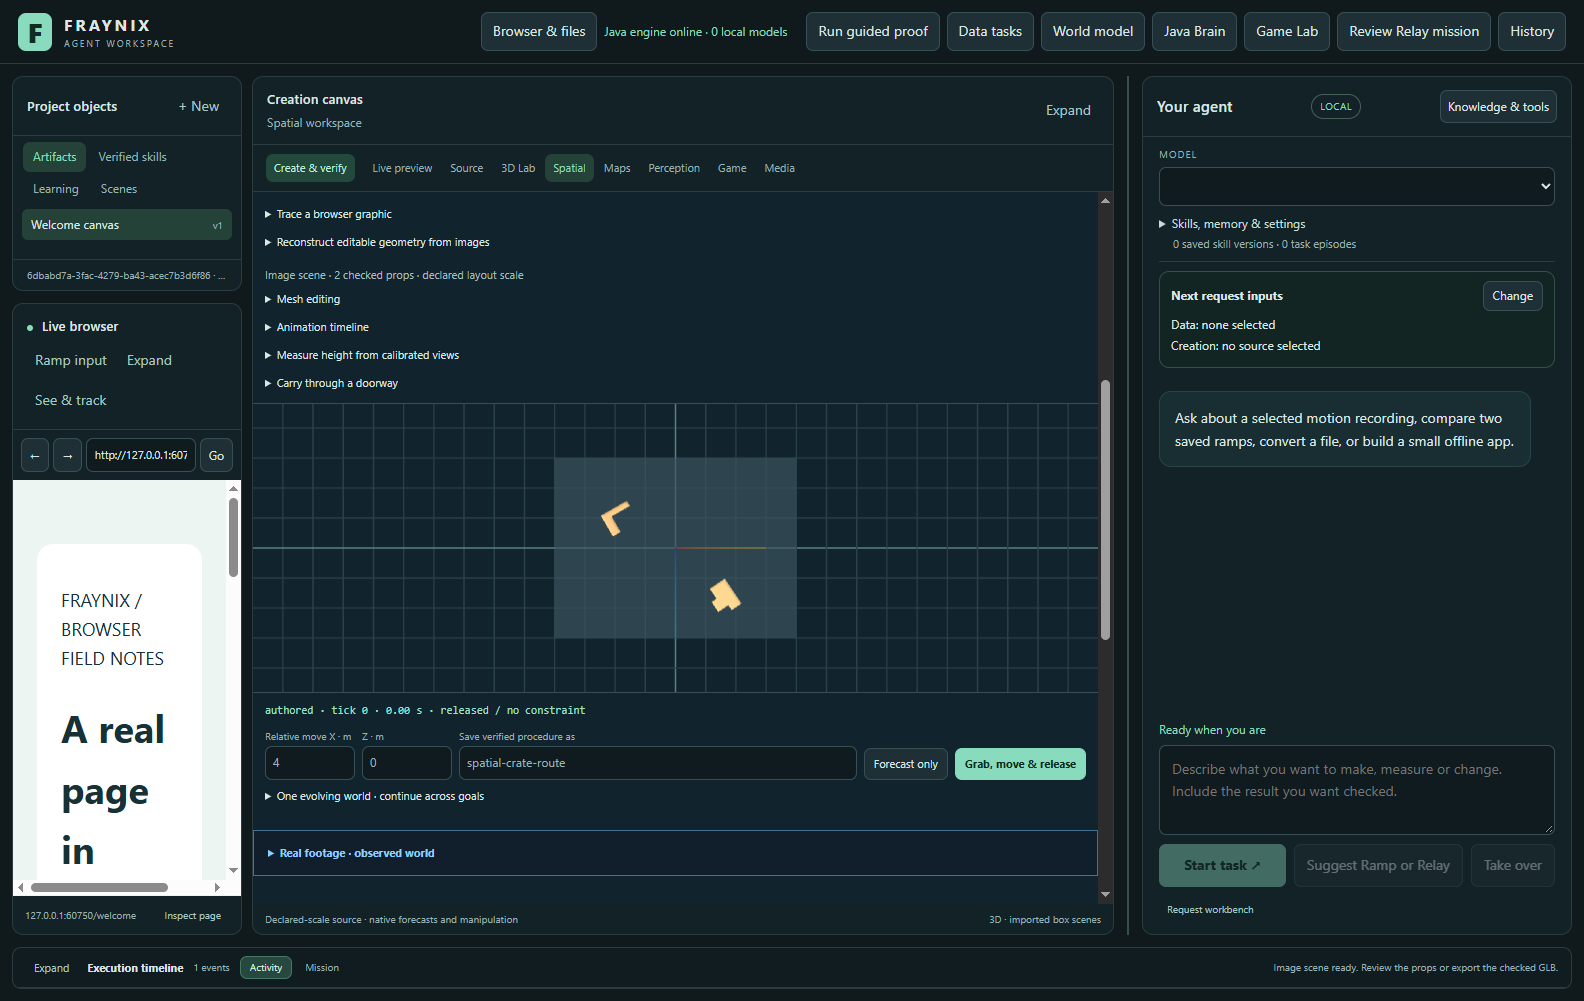 F
FRAYNIX
AGENT WORKSPACE
Browser & files
Java engine online · 0 local models
Run guided proof
Data tasks
World model
Java Brain
Game Lab
Review Relay mission
History
Project objects
+ New
Artifacts
Verified skills
Learning
Scenes
Welcome canvas
v1
6dbabd7a-3fac-4279-ba43-acec7b3d6f86 · ...
Live browser
Ramp input
Expand
See & track
←
→
http://127.0.0.1:607
Go
FRAYNIX /
BROWSER
FIELD NOTES
A real
page
in
127.0.0.1:60750/welcome
Inspect page
Creation canvas
Spatial workspace
Expand
Create & verify
Live preview
Source
3D Lab
Spatial
Maps
Perception
Game
Media
Trace a browser graphic
Reconstruct editable geometry from images
Image scene · 2 checked props · declared layout scale
Mesh editing
Animation timeline
Measure height from calibrated views
Carry through a doorway
authored · tick 0 · 0.00 s · released / no constraint
Relative move X · m
Z · m
Save verified procedure as
4
0
spatial-crate-route
Forecast only
Grab, move & release
One evolving world · continue across goals
Real footage · observed world
Declared-scale source · native forecasts and manipulation
3D · imported box scenes
Your agent
LOCAL
Knowledge & tools
MODEL
Skills, memory & settings
0 saved skill versions · 0 task episodes
Next request inputs
Change
Data: none selected
Creation: no source selected
Ask about a selected motion recording, compare two
saved ramps, convert a file, or build a small offline app.
Ready when you are
Describe what you want to make, measure or change.
Include the result you want checked.
Start task ↗
Suggest Ramp or Relay
Take over
Request workbench
Expand
Execution timeline
1 events
Activity
Mission
Image scene ready. Review the props or export the checked GLB.